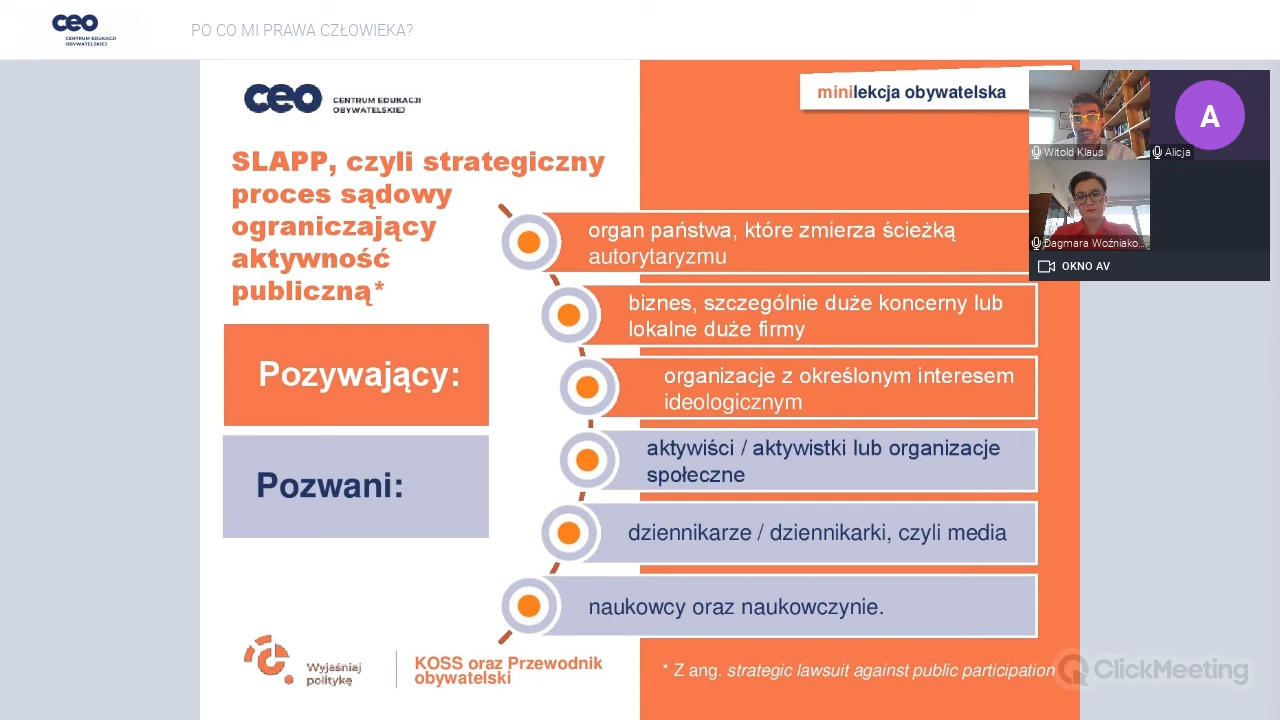 ceo
CENTRUM EDUKACJI
OBYWATELSKIEJ
PO CO MI PRAWA CZŁOWIEKA?
ceo
CENTRUM EDUKACJI
OBYWATELSKIEJ
minilekcja obywatelska
SLAPP, czyli strategiczny
proces sądowy
ograniczający
aktywność
publiczną*
Pozywający:
organ państwa, które zmierza ścieżką
autorytaryzmu
biznes, szczególnie duże koncerny lub
lokalne duże firmy
organizacje z określonym interesem
ideologicznym
Pozwani:
aktywiści / aktywistki lub organizacje
społeczne
dziennikarze / dziennikarki, czyli media
naukowcy oraz naukowczynie.
Wyjaśniaj
politykę
KOSS oraz Przewodnik
obywatelski
* Z ang. strategic lawsuit against public participation
Witold Klaus
A
Alicja
Dagmara Woźniako...
OKNO AV
ClickMeeting